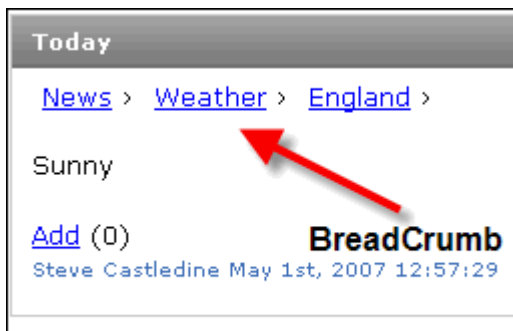 Today
News > Weather > England >
Sunny
Add (0)
BreadCrumb
Steve Castledine May 1st, 2007 12:57:29